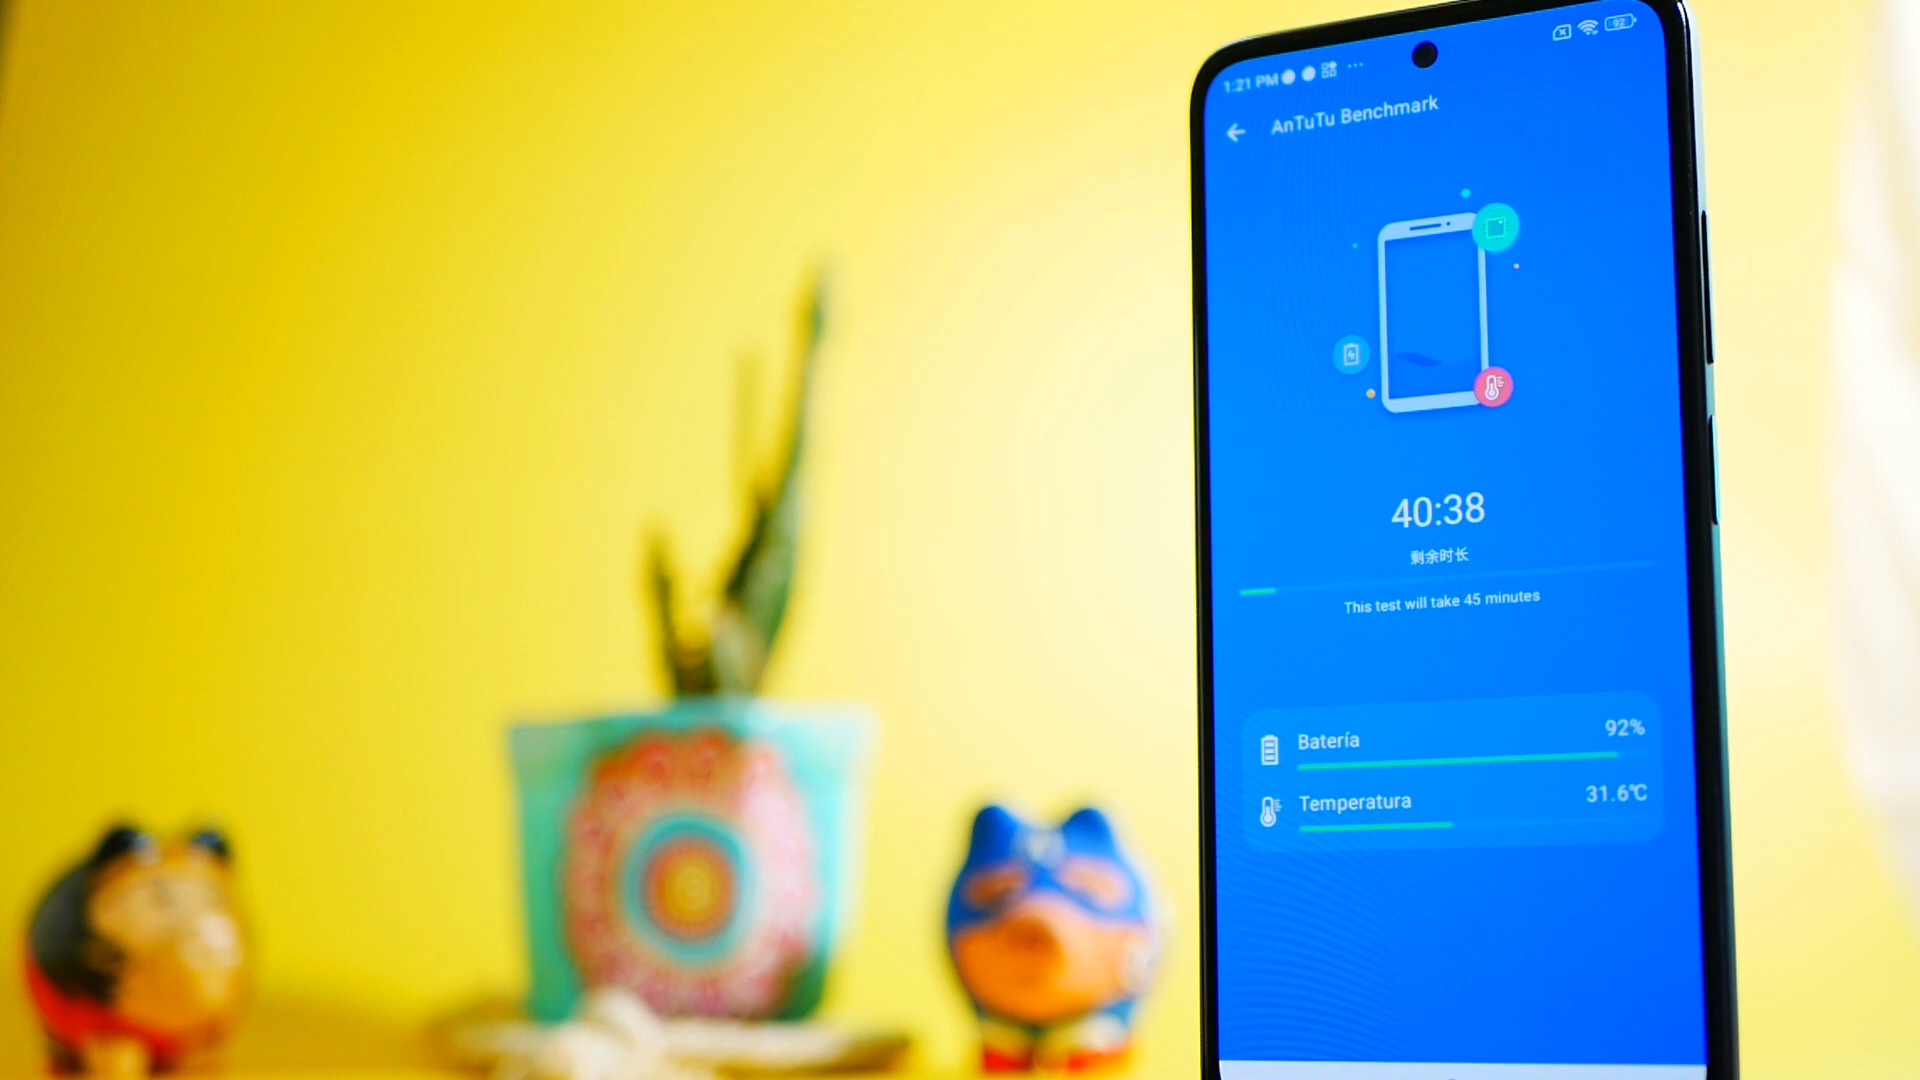 1:21 PM
92
AnTuTu Benchmark
40:38
剩余时长
This test will take 45 minutes
Batería 92%
Temperatura 31.6℃